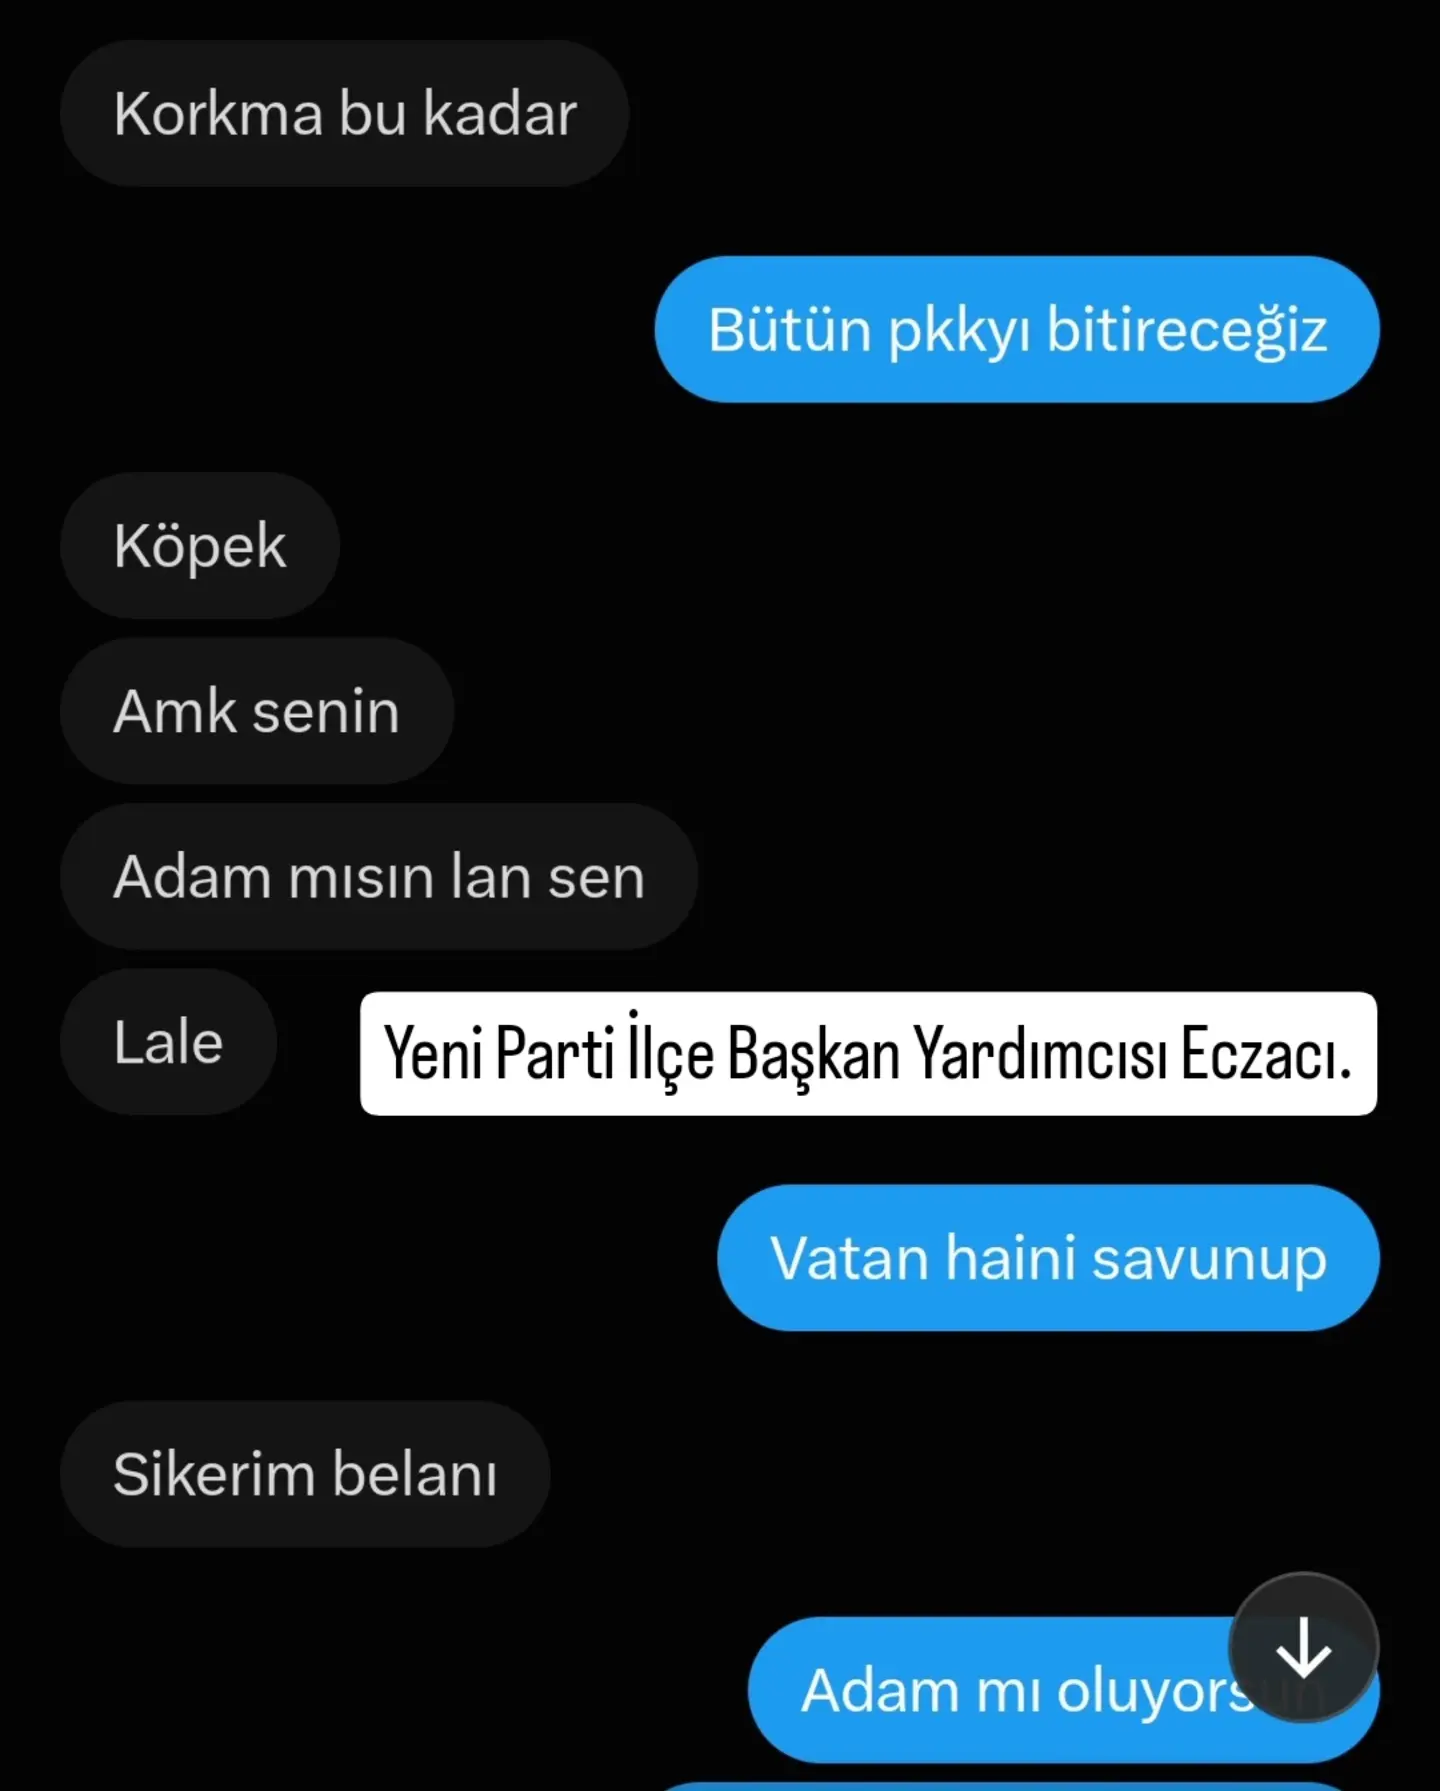 Korkma bu kadar
Bütün pkkyı bitireceğiz
Köpek
Amk senin
Adam mısın lan sen
Lale
Yeni Parti İlçe Başkan Yardımcısı Eczacı.
Vatan haini savunup
Sikerim belanı
Adam mı oluyorsun